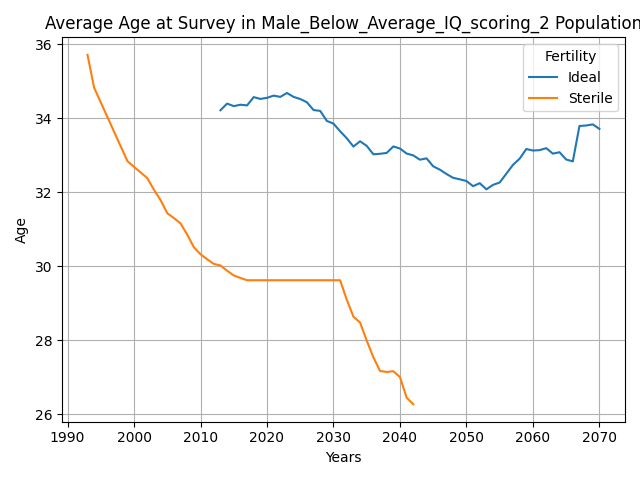 Average Age at Survey in Male_Below_Average_IQ_scoring_2 Population
Fertility
Ideal
Sterile
36
34
32
30
28
26
Age
1990 2000 2010 2020 2030 2040 2050 2060 2070
Years